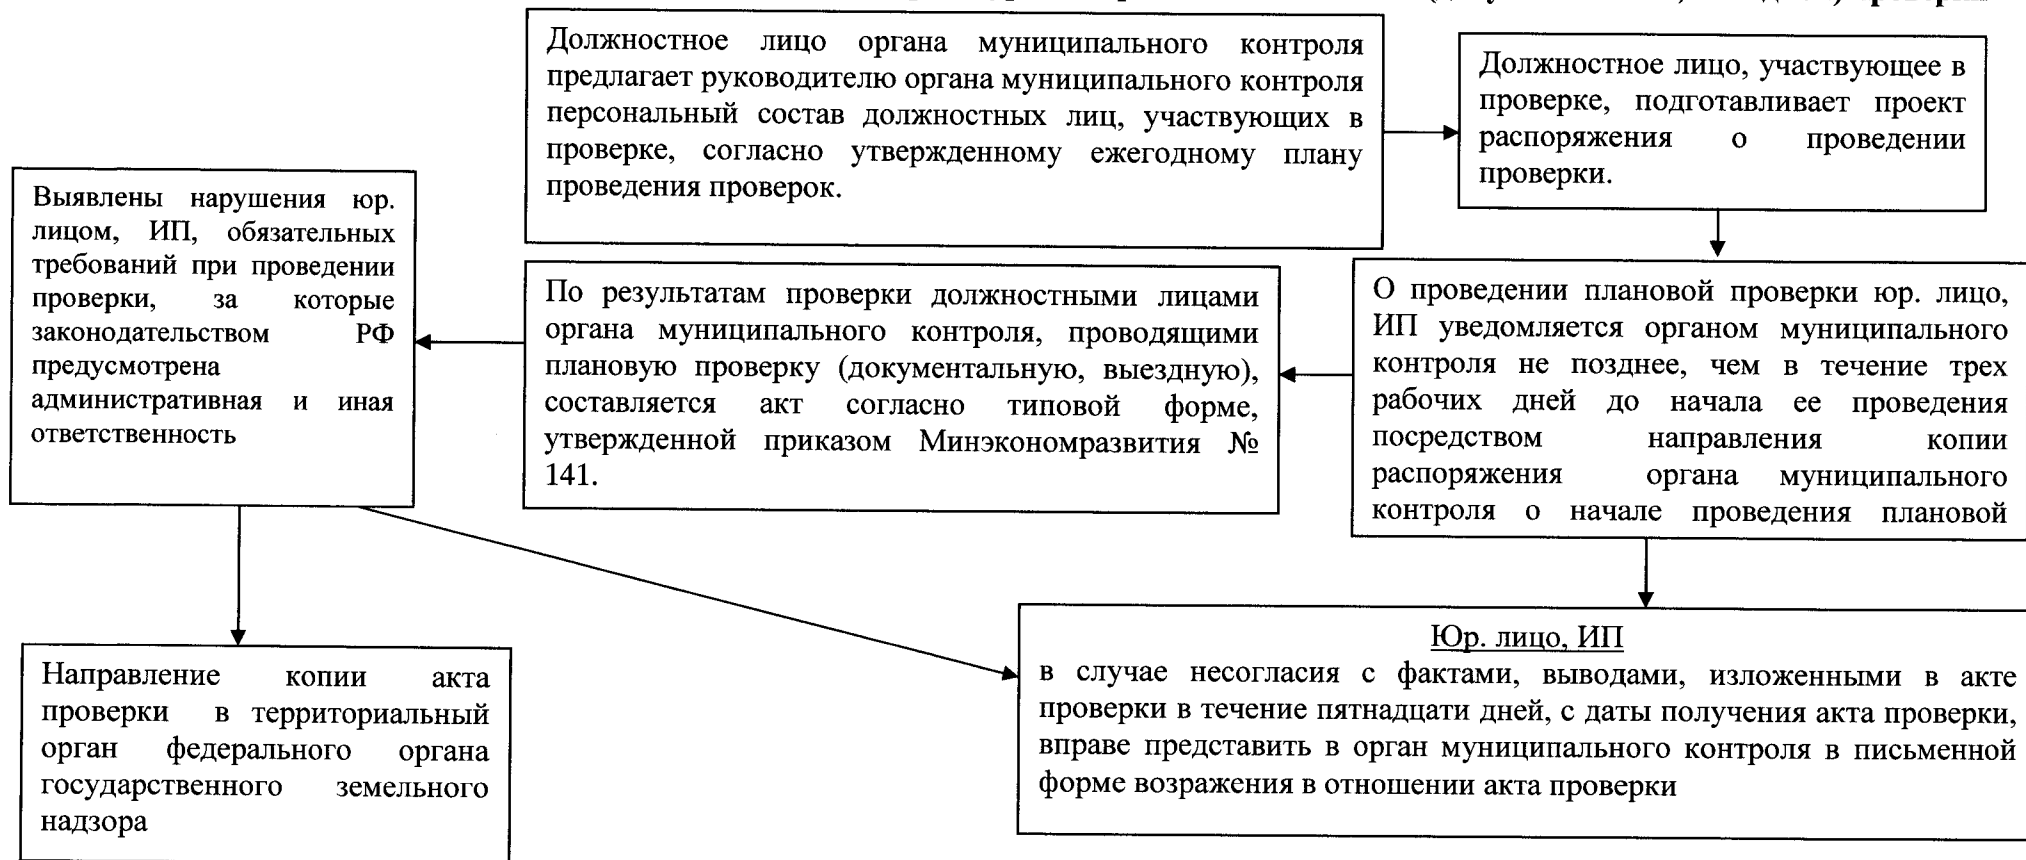 Должностное лицо органа муниципального контроля
предлагает руководителю органа муниципального контроля
персональный состав должностных лиц, участвующих в
проверке, согласно утвержденному ежегодному плану
проведения проверок.
Должностное лицо, участвующее в
проверке, подготавливает проект
распоряжения о проведении
проверки.
О проведении плановой проверки юр. лицо,
ИП уведомляется органом муниципального
контроля не позднее, чем в течение трех
рабочих дней до начала ее проведения
посредством направления копии
распоряжения органа муниципального
контроля о начале проведения плановой
По результатам проверки должностными лицами
органа муниципального контроля, проводящими
плановую проверку (документальную, выездную),
составляется акт согласно типовой форме,
утвержденной приказом Минэкономразвития №
141.
Выявлены нарушения юр.
лицом, ИП, обязательных
требований при проведении
проверки, за которые
законодательством РФ
предусмотрена
административная и иная
ответственность
Направление копии акта
проверки в территориальный
орган федерального органа
государственного земельного
надзора
Юр. лицо, ИП
в случае несогласия с фактами, выводами, изложенными в акте
проверки в течение пятнадцати дней, с даты получения акта проверки,
вправе представить в орган муниципального контроля в письменной
форме возражения в отношении акта проверки